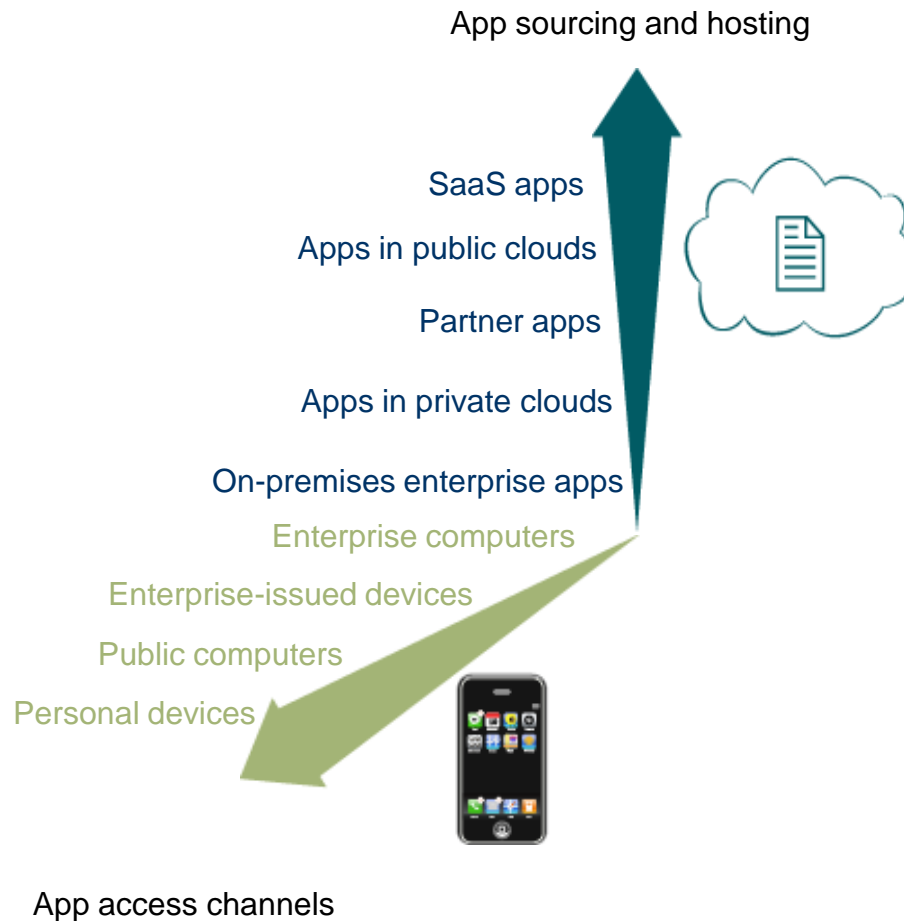 App sourcing and hosting
SaaS apps
Apps in public clouds
Partner apps
Apps in private clouds
On-premises enterprise apps
Enterprise computers
Enterprise-issued devices
Public computers
Personal devices
App access channels